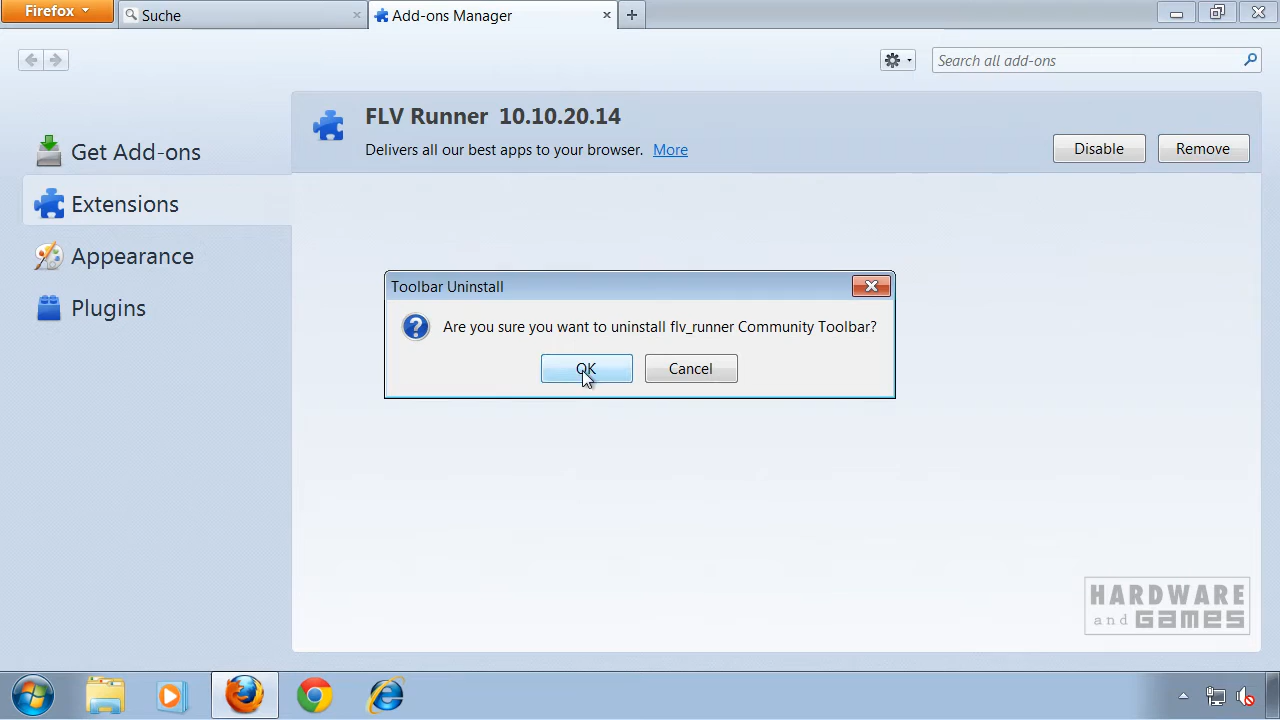 Firefox
Suche
Add-ons Manager
Search all add-ons
FLV Runner 10.10.20.14
Delivers all our best apps to your browser. More
Disable
Remove
Get Add-ons
Extensions
Appearance
Plugins
Toolbar Uninstall
Are you sure you want to uninstall flv_runner Community Toolbar?
OK
Cancel
HARDWARE
and GAMES